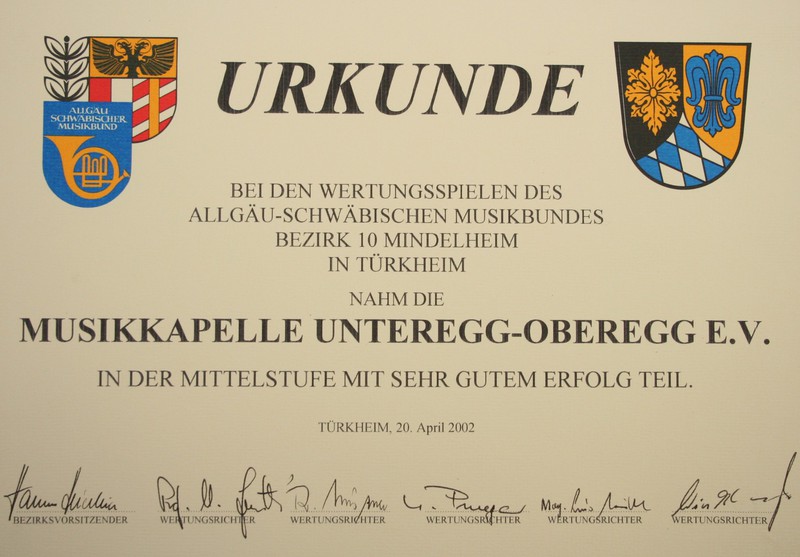 ALLGÄU
SCHWÄBISCHER
MUSIKBUND
URKUNDE
BEI DEN WERTUNGSSPIELEN DES
ALLGÄU-SCHWÄBISCHEN MUSIKBUNDES
BEZIRK 10 MINDELHEIM
IN TÜRKHEIM
NAHM DIE
MUSIKKAPELLE UNTEREGG-OBEREGG E.V.
IN DER MITTELSTUFE MIT SEHR GUTEM ERFOLG TEIL.
TÜRKHEIM, 20. April 2002
BEZIRKSVORSITZENDER WERTUNGSRICHTER WERTUNGSRICHTER WERTUNGSRICHTER WERTUNGSRICHTER WERTUNGSRICHTER